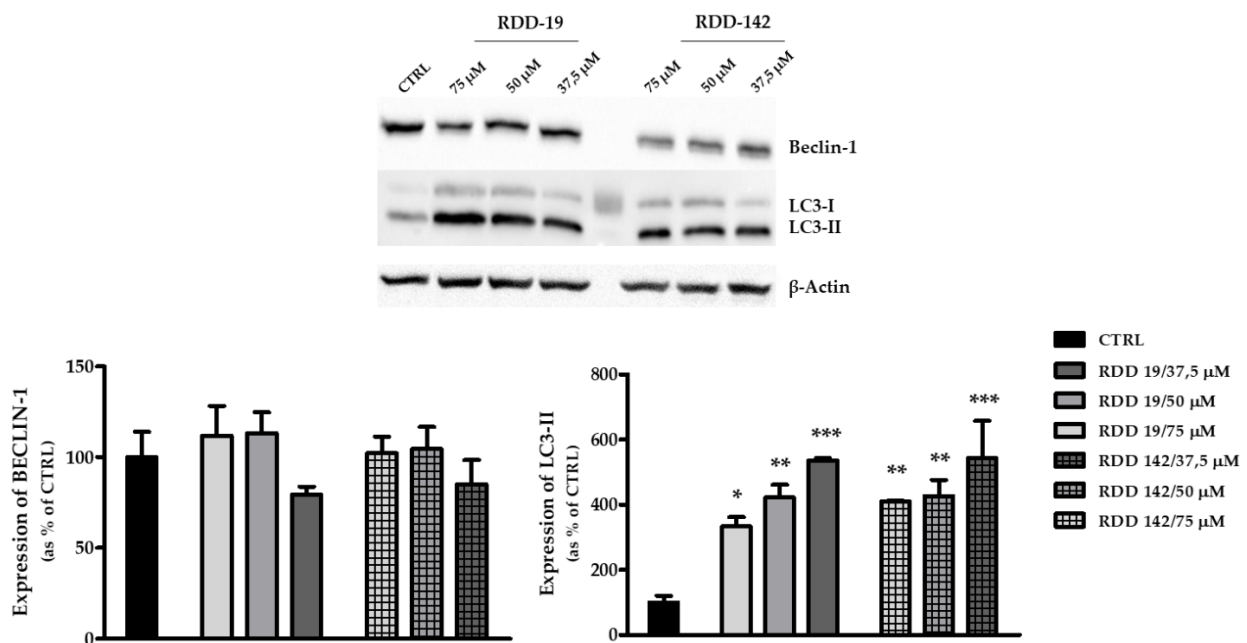 RDD-19 RDD-142
CTRL 75 µM 50 µM 37,5 µM 75 µM 50 µM 37,5 µM
Beclin-1
LC3-I
LC3-II
β-Actin
Expression of BECLIN-1
(as % of CTRL)
150
100
50
0
Expression of LC3-II
(as % of CTRL)
800
600
400
200
0
*
**
***
**
**
***
CTRL
RDD 19/37,5 µM
RDD 19/50 µM
RDD 19/75 µM
RDD 142/37,5 µM
RDD 142/50 µM
RDD 142/75 µM